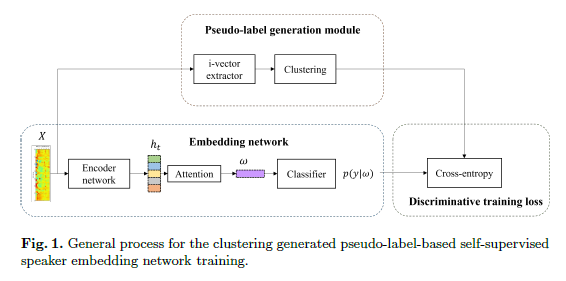 Pseudo-label generation module
i-vector
extractor
Clustering
X
h_t
Embedding network
ω
Encoder
network
Attention
Classifier
p(y|ω)
Cross-entropy
Discriminative training loss
Fig. 1. General process for the clustering generated pseudo-label-based self-supervised
speaker embedding network training.